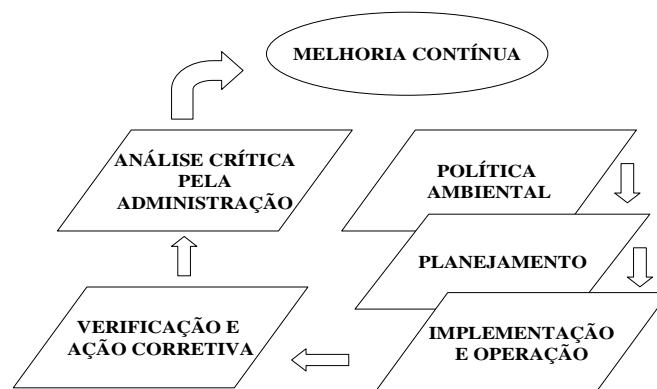 MELHORIA CONTÍNUA
ANÁLISE CRÍTICA
PELA
ADMINISTRAÇÃO
POLÍTICA
AMBIENTAL
PLANEJAMENTO
VERIFICAÇÃO E
AÇÃO CORRETIVA
IMPLEMENTAÇÃO
E OPERAÇÃO